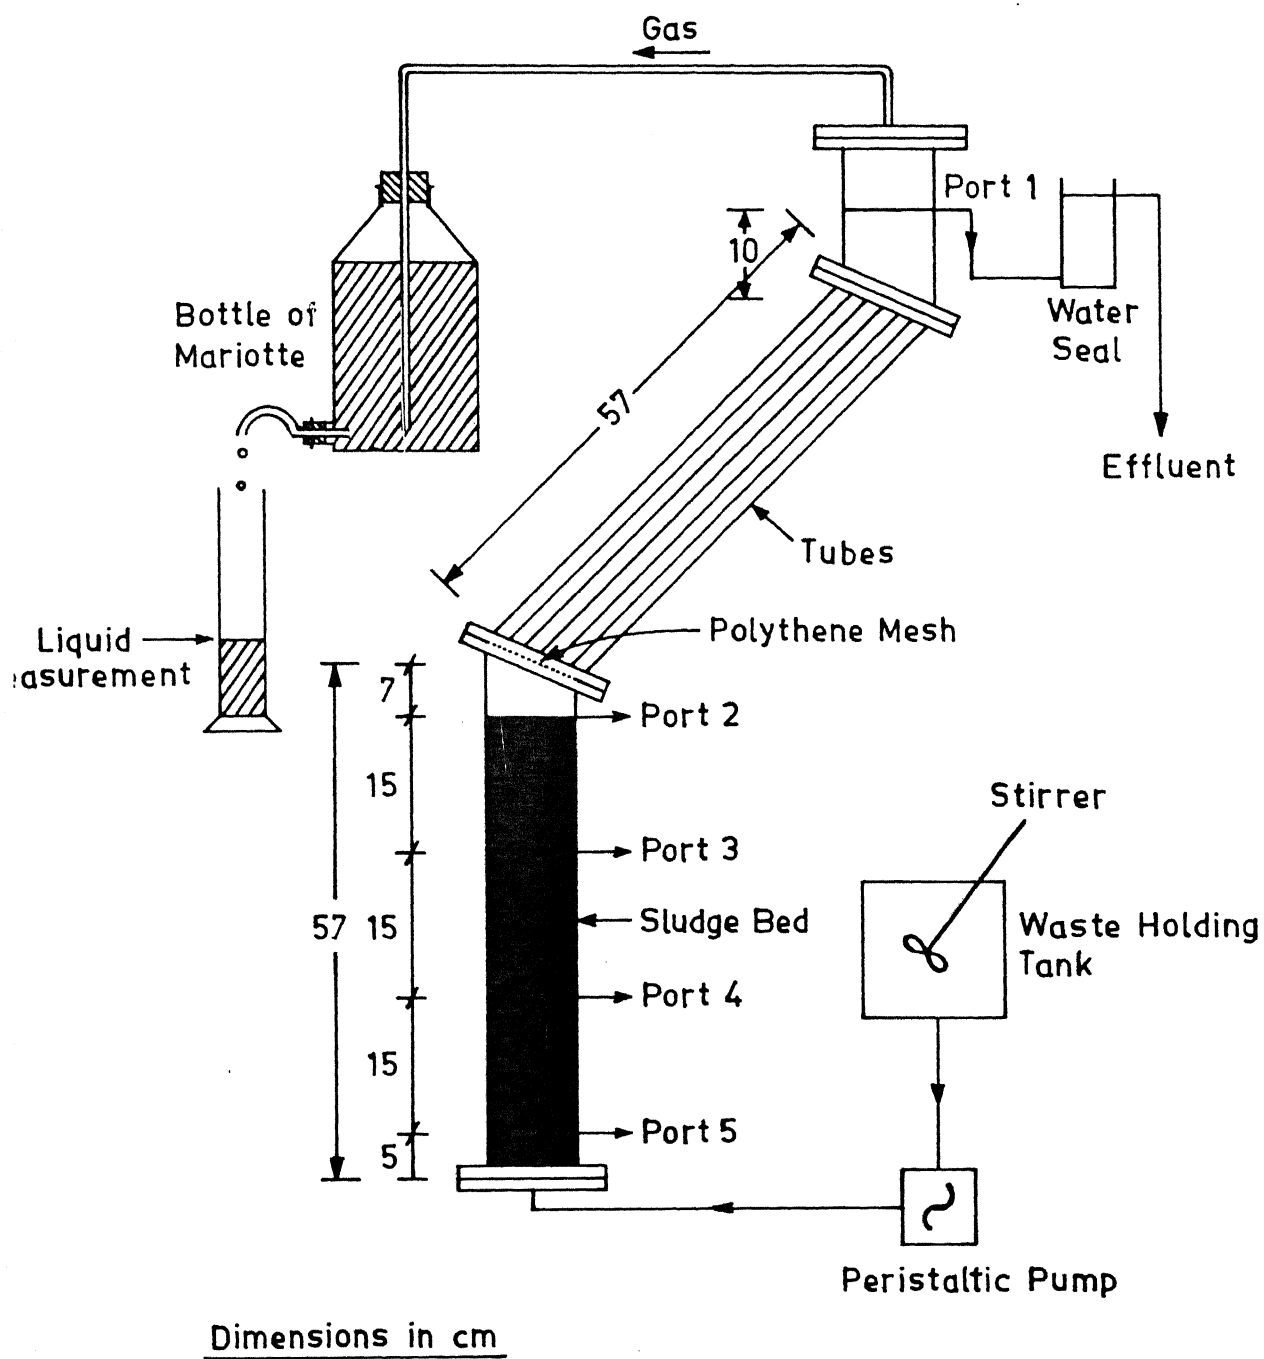 Gas
Port 1
10
Bottle of
Mariotte
Water
Seal
57
Effluent
Tubes
Liquid
asurement
Polythene Mesh
7
Port 2
15
Stirrer
Port 3
57
15
Sludge Bed
Waste Holding
Tank
Port 4
15
Port 5
5
Peristaltic Pump
Dimensions in cm